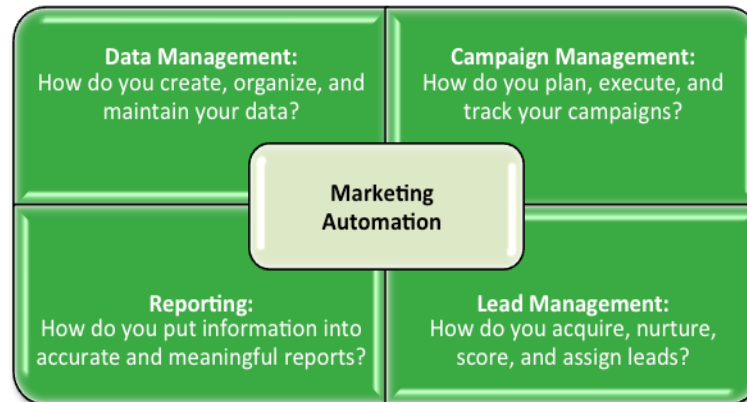 Data Management:
How do you create, organize, and
maintain your data?
Campaign Management:
How do you plan, execute, and
track your campaigns?
Marketing
Automation
Reporting:
How do you put information into
accurate and meaningful reports?
Lead Management:
How do you acquire, nurture,
score, and assign leads?